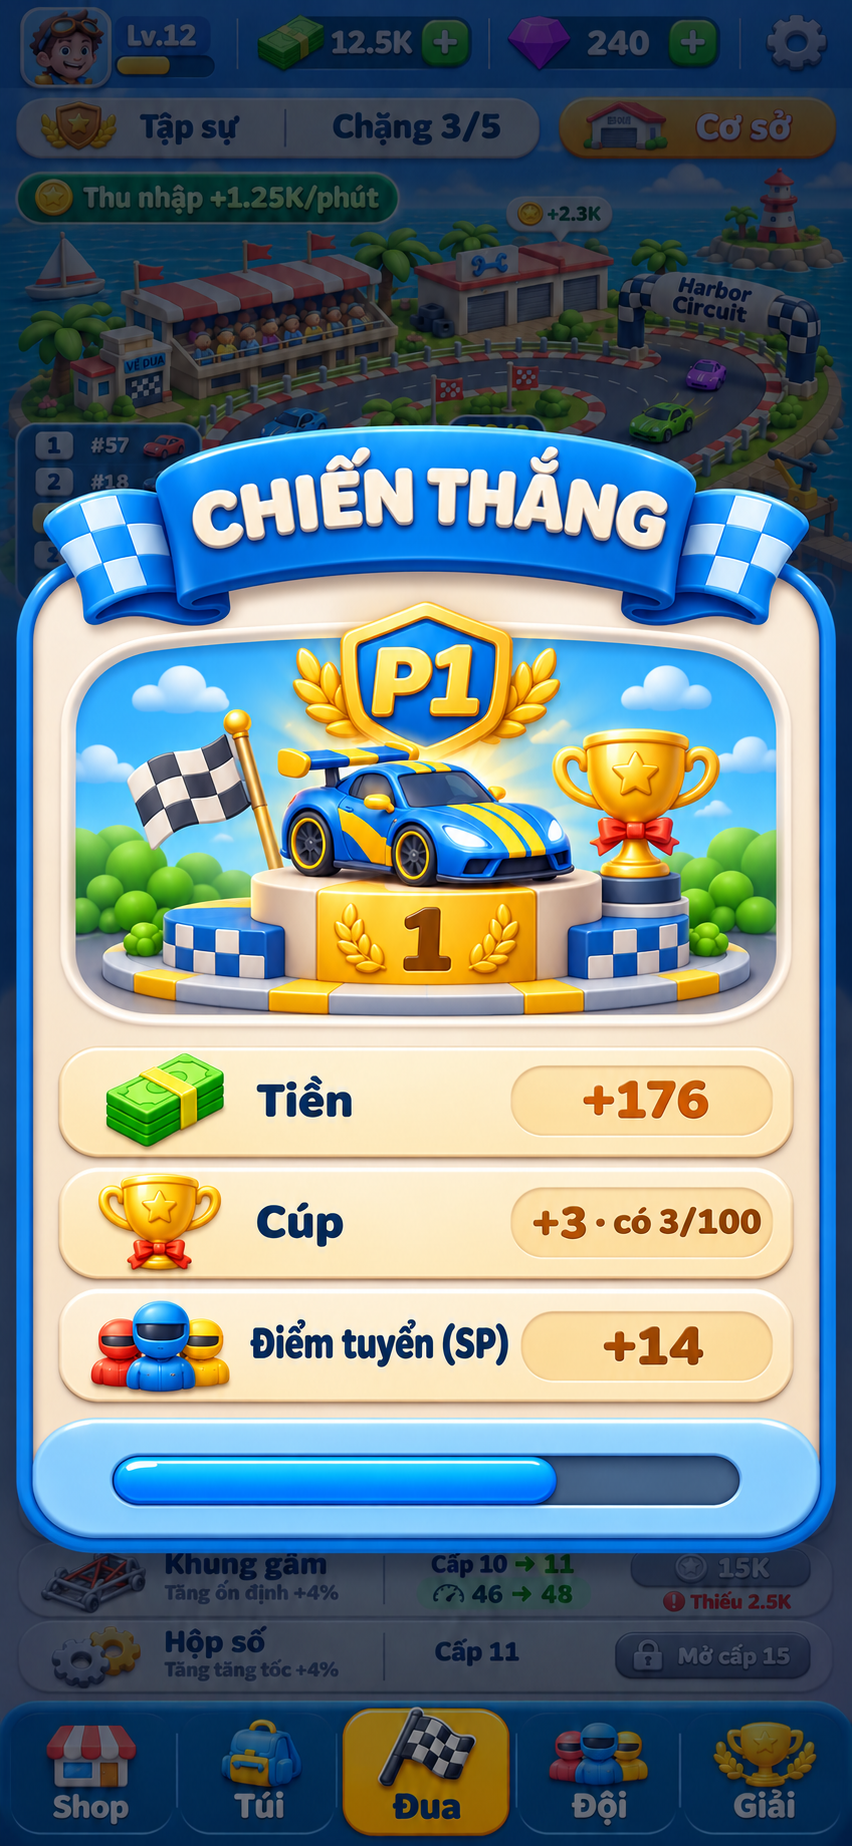 Lv.12
12.5K
240
Tập sự
Chặng 3/5
Cơ sở
Thu nhập +1.25K/phút
+2.3K
Harbor
Circuit
VÉ ĐUA
1 #57
2 #18
CHIẾN THẮNG
P1
1
Tiền
+176
Cúp
+3 · có 3/100
Điểm tuyển (SP)
+14
Khung gầm
Cấp 10 → 11
15K
Tăng ổn định +4%
46 → 48
Thiếu 2.5K
Hộp số
Cấp 11
Mở cấp 15
Tăng tăng tốc +4%
Shop
Túi
Đua
Đội
Giải